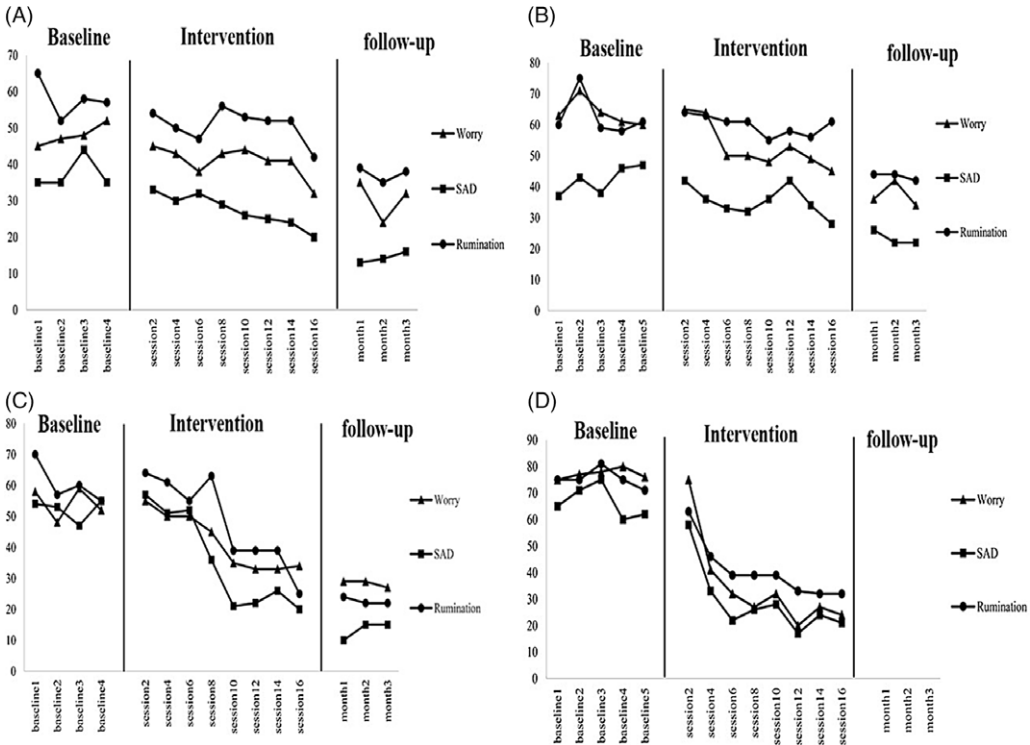 (A)
Baseline Intervention follow-up
70
60
50
40
30
20
10
0
Worry
SAD
Rumination
baseline1
baseline2
baseline3
baseline4
session2
session4
session6
session8
session10
session12
session14
session16
month1
month2
month3
(B)
Baseline Intervention follow-up
80
70
60
50
40
30
20
10
0
Worry
SAD
Rumination
baseline1
baseline2
baseline3
baseline4
baseline5
session2
session4
session6
session8
session10
session12
session14
session16
month1
month2
month3
(C)
Baseline Intervention follow-up
80
70
60
50
40
30
20
10
0
Worry
SAD
Rumination
baseline1
baseline2
baseline3
baseline4
session2
session4
session6
session8
session10
session12
session14
session16
month1
month2
month3
(D)
Baseline Intervention follow-up
90
80
70
60
50
40
30
20
10
0
Worry
SAD
Rumination
baseline1
baseline2
baseline3
baseline4
baseline5
session2
session4
session6
session8
session10
session12
session14
session16
month1
month2
month3